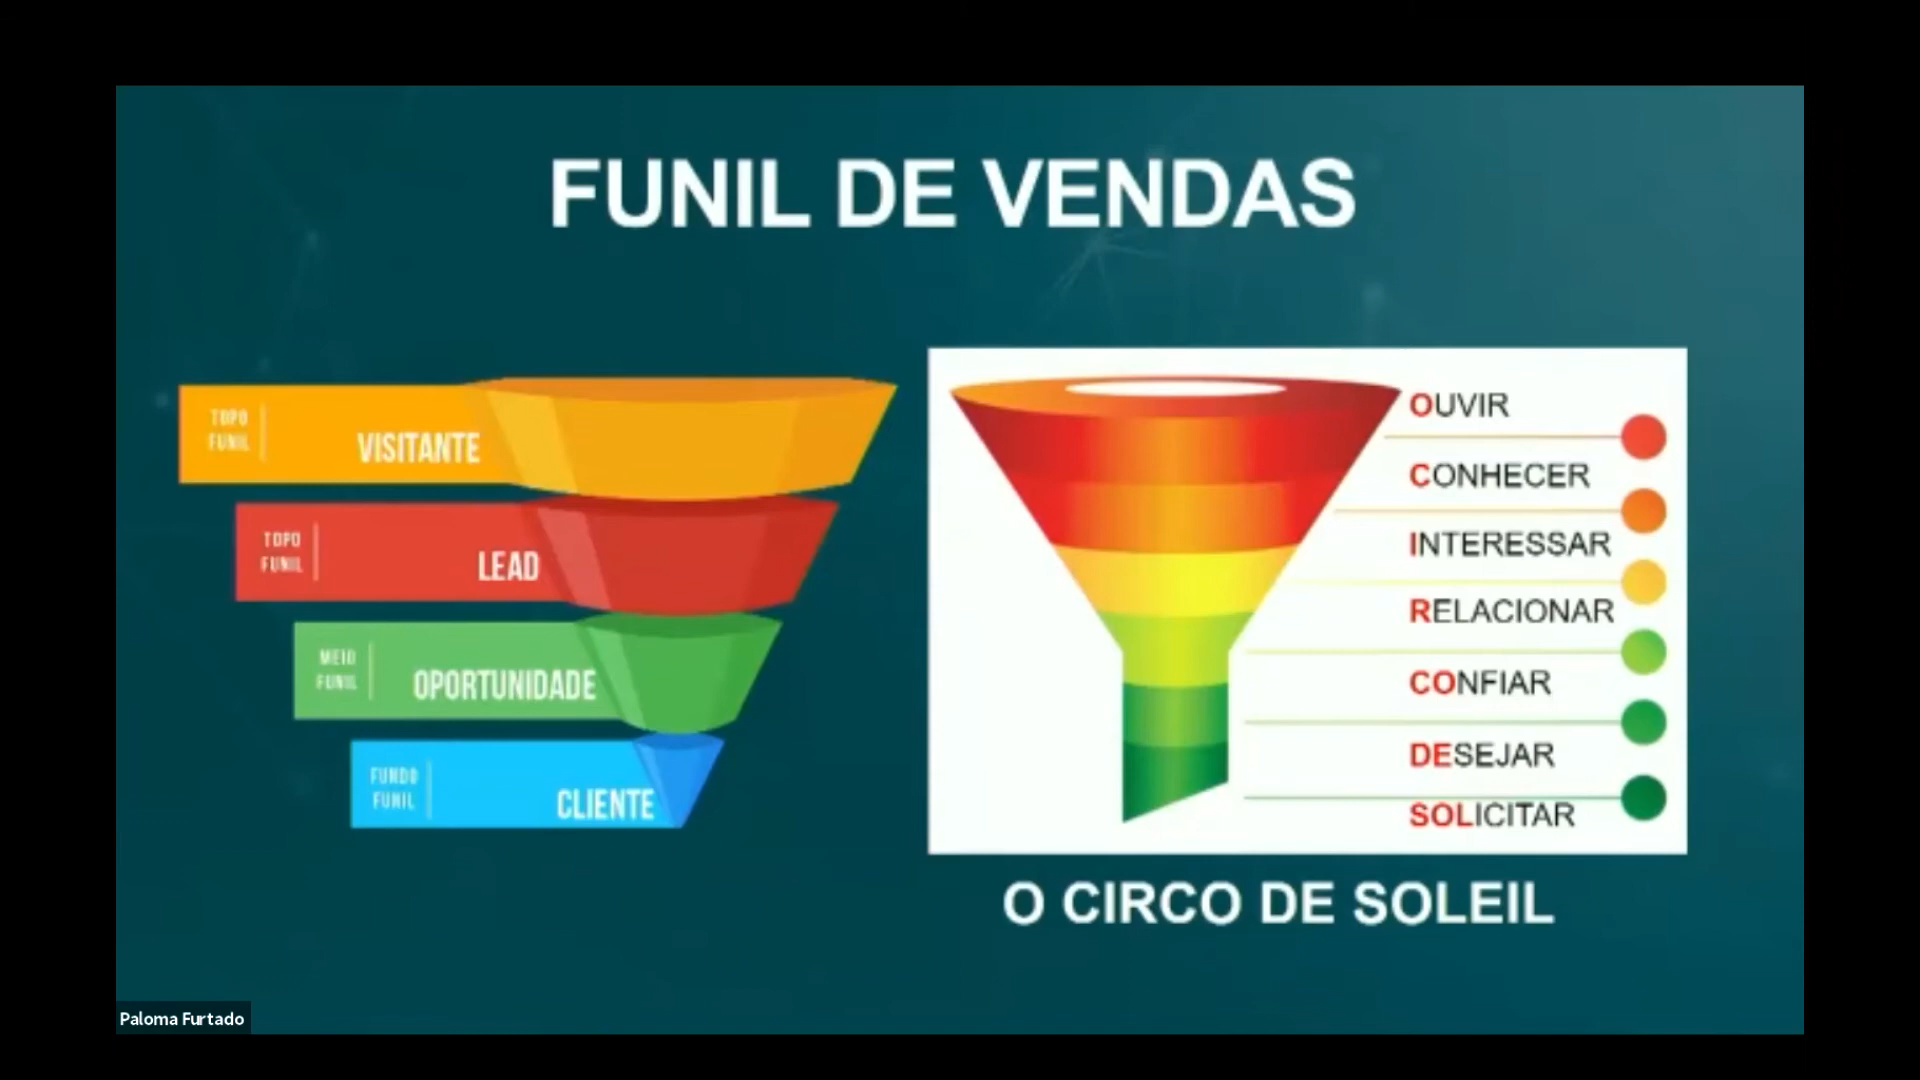 FUNIL DE VENDAS
TOPO
FUNIL
VISITANTE
TOPO
FUNIL
LEAD
MEIO
FUNIL
OPORTUNIDADE
FUNDO
FUNIL
CLIENTE
OUVIR
CONHECER
INTERESSAR
RELACIONAR
CONFIAR
DESEJAR
SOLICITAR
O CIRCO DE SOLEIL
Paloma Furtado